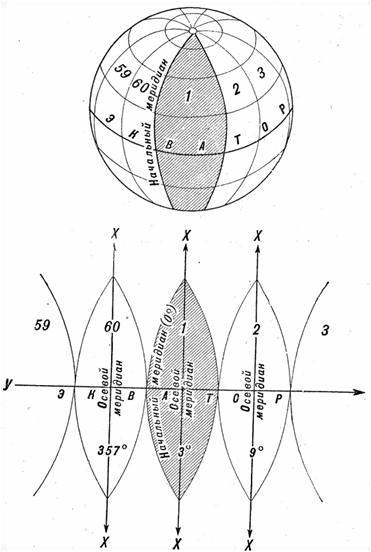 59 60 1 2 3
Начальный меридиан
Э К В А Т О Р
X X X
59 60 1 2 3
Начальный меридиан (0°)
У Э К В А Т О Р
Осевой меридиан
Осевой меридиан
Осевой меридиан
357° 3° 9°
X X X